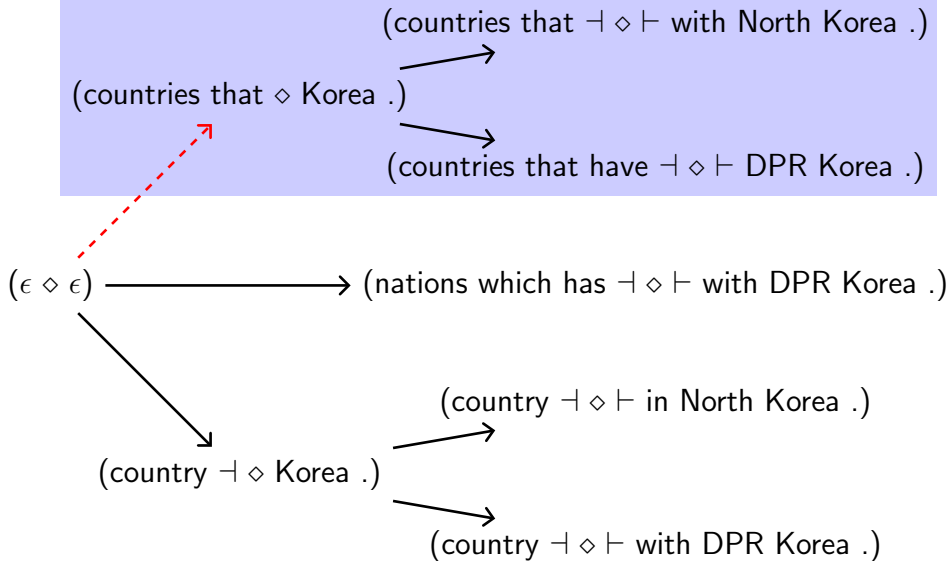 (countries that ⊣ ⋄ ⊢ with North Korea .)
(countries that ⋄ Korea .)
(countries that have ⊣ ⋄ ⊢ DPR Korea .)
(ϵ ⋄ ϵ)
(nations which has ⊣ ⋄ ⊢ with DPR Korea .)
(country ⊣ ⋄ ⊢ in North Korea .)
(country ⊣ ⋄ Korea .)
(country ⊣ ⋄ ⊢ with DPR Korea .)